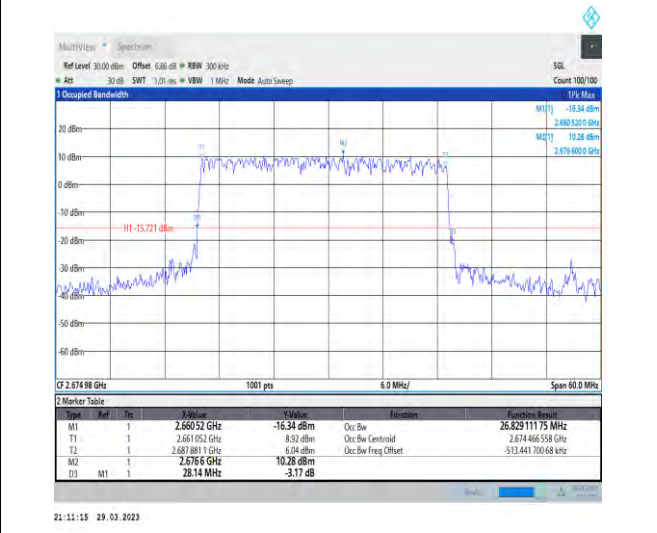 MultiView Spectrum
Ref Level 30.00 dBm Offset 6.86 dB RBW 300 kHz SGL
Att 30 dB SWT 1.01 ms VBW 1 MHz Mode Auto Sweep Count 100/100
1 Occupied Bandwidth 1Pk Max
M1[1] -16.34 dBm
2.660 520 0 GHz
M2[1] 10.28 dBm
2.676 600 0 GHz
20 dBm
T1 M2 T2
10 dBm
0 dBm
-10 dBm
M1
H1 -15.721 dBm
-20 dBm
D3
-30 dBm
-40 dBm
-50 dBm
-60 dBm
CF 2.674 98 GHz 1001 pts 6.0 MHz/ Span 60.0 MHz
2 Marker Table
Type Ref Trc X-Value Y-Value Function Function Result
M1 1 2.660 52 GHz -16.34 dBm Occ Bw 26.829 111 75 MHz
T1 1 2.661 052 GHz 8.92 dBm Occ Bw Centroid 2.674 466 558 GHz
T2 1 2.687 881 1 GHz 6.04 dBm Occ Bw Freq Offset -513.441 700 68 kHz
M2 1 2.676 6 GHz 10.28 dBm
D3 M1 1 28.14 MHz -3.17 dB
21:11:15 29.03.2023